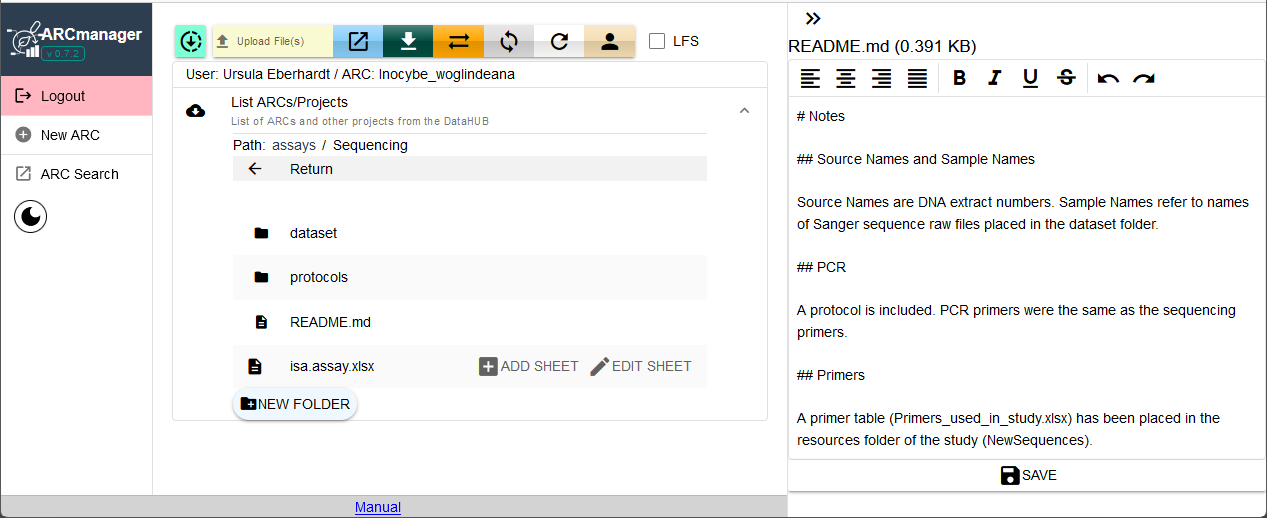 ARCmanager
v 0.7.2
Logout
New ARC
ARC Search
Upload File(s)
LFS
User: Ursula Eberhardt / ARC: Inocybe_woglindeana
List ARCs/Projects
List of ARCs and other projects from the DataHUB
Path: assays / Sequencing
Return
dataset
protocols
README.md
isa.assay.xlsx ADD SHEET EDIT SHEET
NEW FOLDER
Manual
README.md (0.391 KB)
B I U S
# Notes
## Source Names and Sample Names
Source Names are DNA extract numbers. Sample Names refer to names
of Sanger sequence raw files placed in the dataset folder.
## PCR
A protocol is included. PCR primers were the same as the sequencing
primers.
## Primers
A primer table (Primers_used_in_study.xlsx) has been placed in the
resources folder of the study (NewSequences).
SAVE